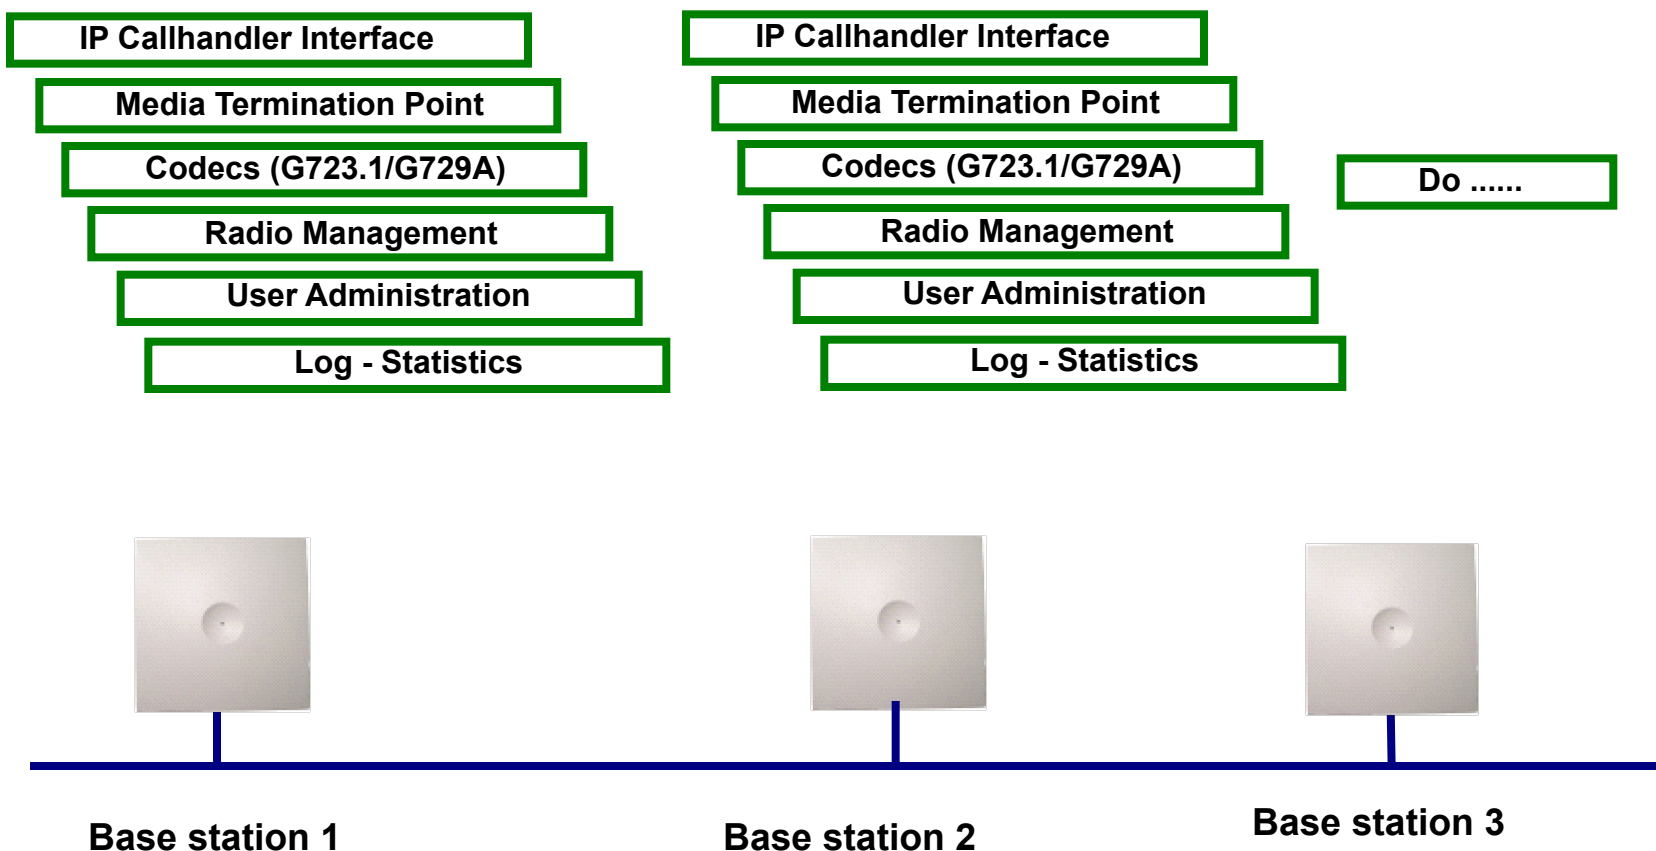 IP Callhandler Interface
Media Termination Point
Codecs (G723.1/G729A)
Radio Management
User Administration
Log - Statistics
IP Callhandler Interface
Media Termination Point
Codecs (G723.1/G729A)
Radio Management
User Administration
Log - Statistics
Do ......
Base station 1
Base station 2
Base station 3